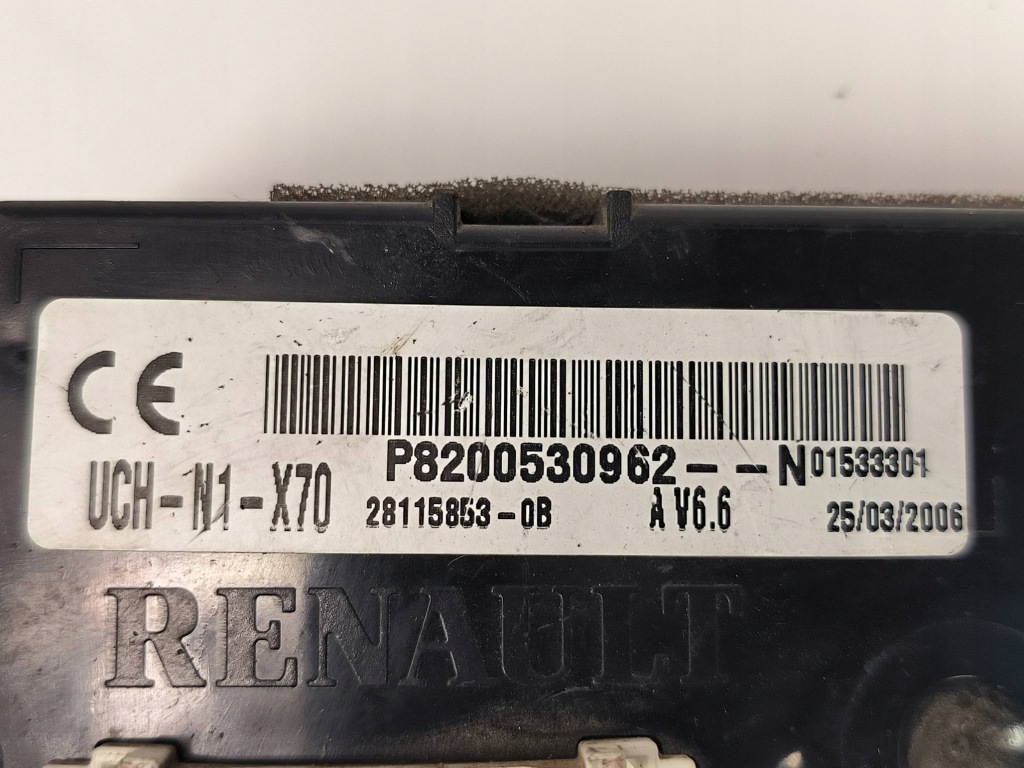 CE
P8200530962--N01533301
UCH-N1-X70
28115853-0B A V6.6 25/03/2006
RENAULT